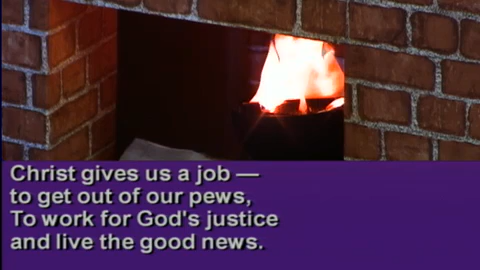 Christ gives us a job —
to get out of our pews,
To work for God's justice
and live the good news.